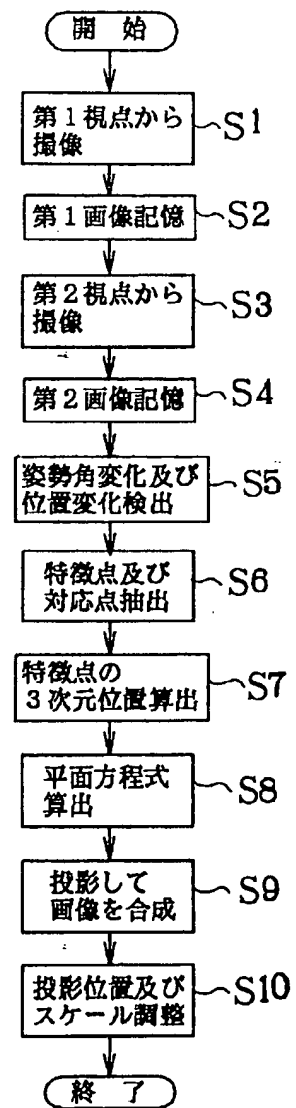 開 始
第1視点から
撮像
S1
第1画像記憶
S2
第2視点から
撮像
S3
第2画像記憶
S4
姿勢角変化及び
位置変化検出
S5
特徴点及び
対応点抽出
S6
特徴点の
3次元位置算出
S7
平面方程式
算出
S8
投影して
画像を合成
S9
投影位置及び
スケール調整
S10
終 了